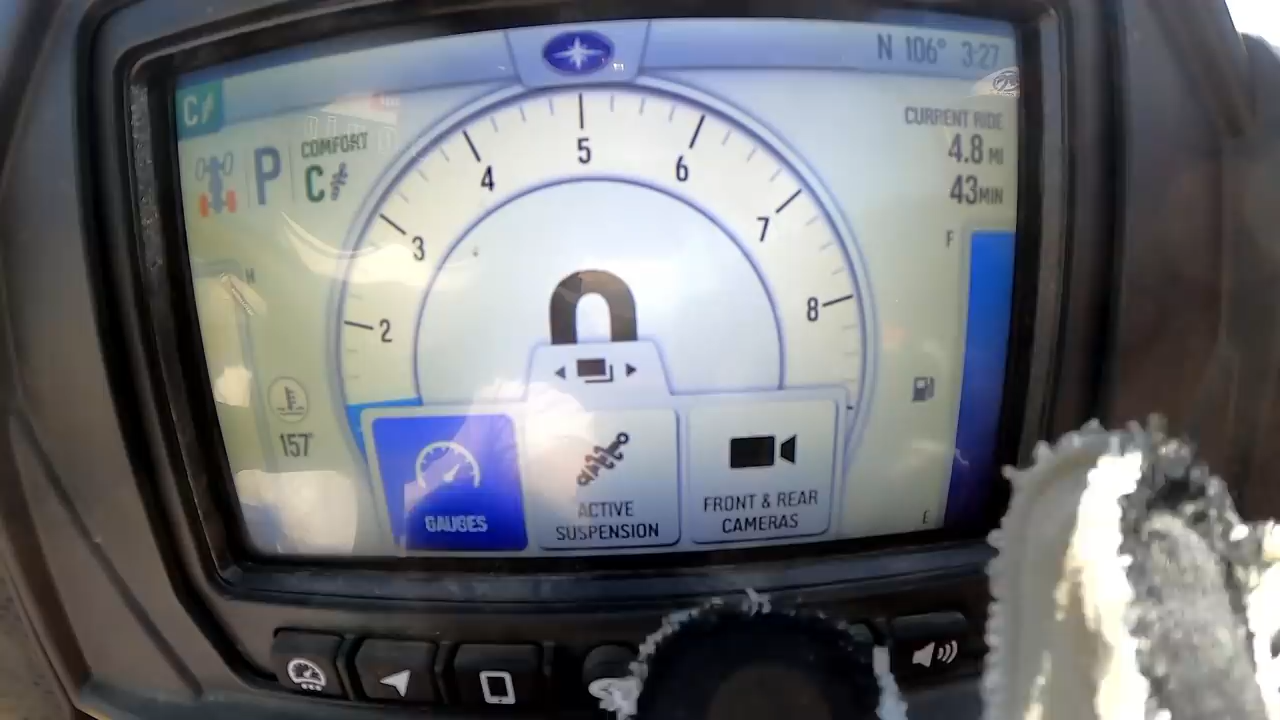 N 106° 3:27
C
P
COMFORT
C
CURRENT RIDE
4.8 MI
43 MIN
2
3
4
5
6
7
8
H
157°
F
E
GAUGES
ACTIVE
SUSPENSION
FRONT & REAR
CAMERAS